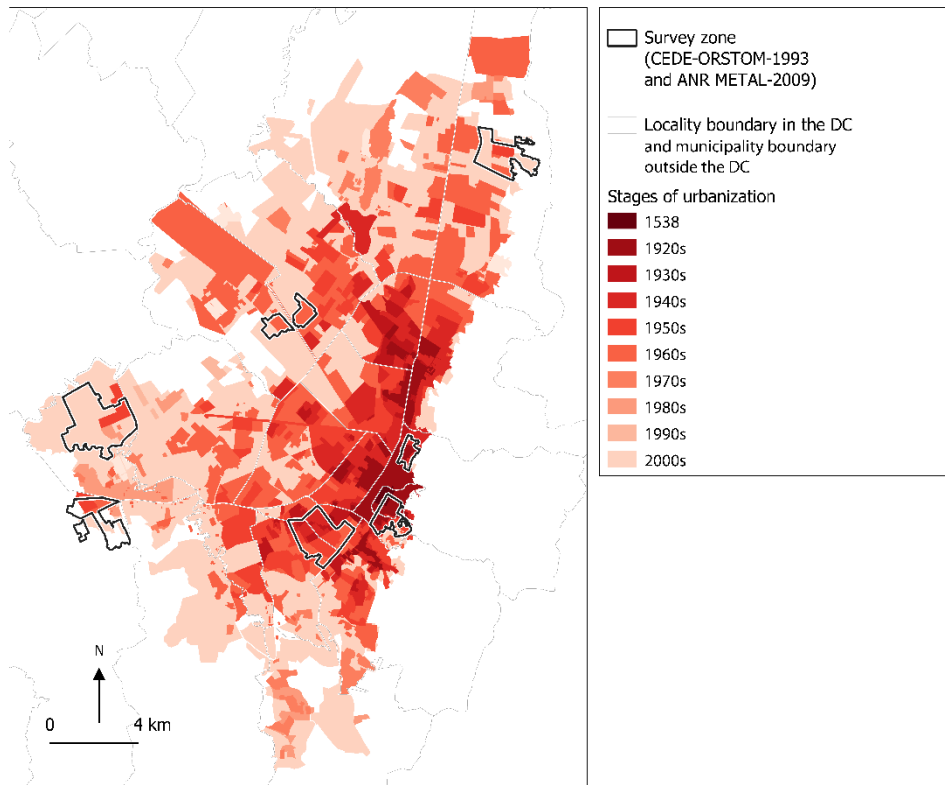 N
0 4 km
Survey zone
(CEDE-ORSTOM-1993
and ANR METAL-2009)
Locality boundary in the DC
and municipality boundary
outside the DC
Stages of urbanization
1538
1920s
1930s
1940s
1950s
1960s
1970s
1980s
1990s
2000s